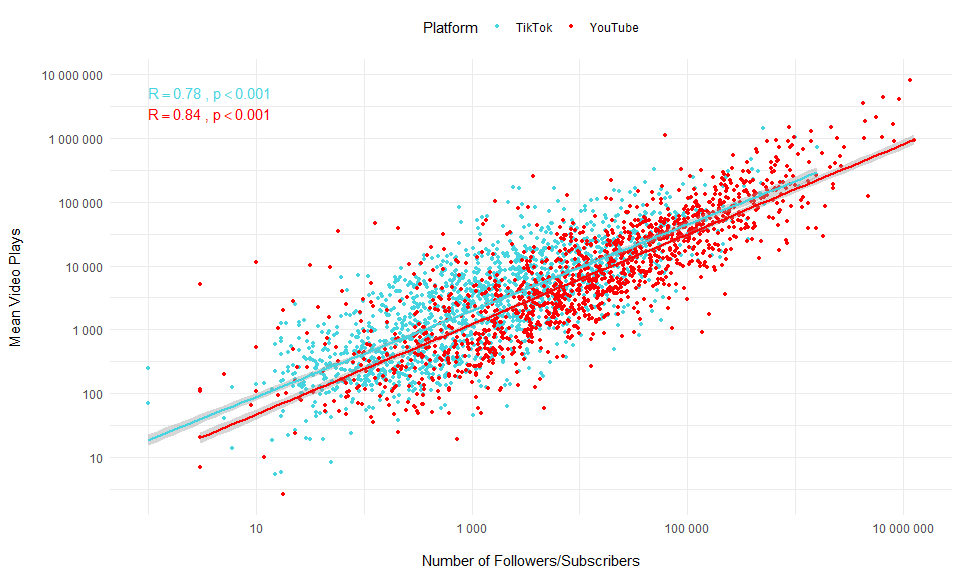 Platform TikTok YouTube
10 000 000
R = 0.78 , p < 0.001
R = 0.84 , p < 0.001
1 000 000
100 000
10 000
1 000
100
10
Mean Video Plays
10 1 000 100 000 10 000 000
Number of Followers/Subscribers